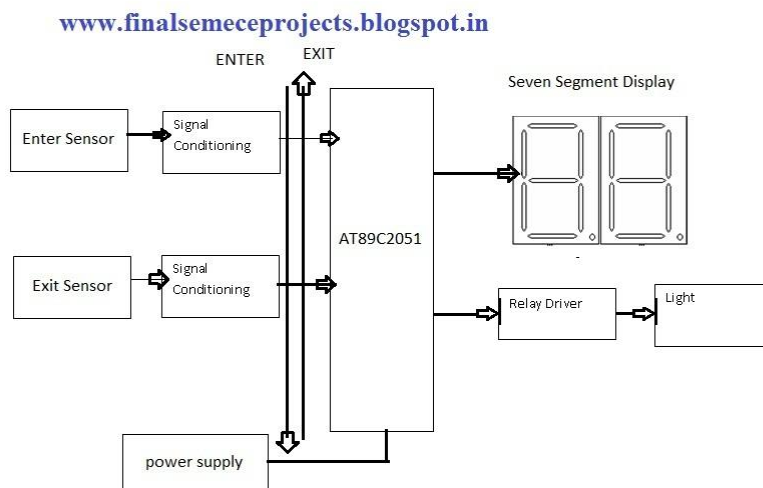 www.finalsemeceprojects.blogspot.in
ENTER
EXIT
Seven Segment Display
Enter Sensor
Signal
Conditioning
AT89C2051
Exit Sensor
Signal
Conditioning
Relay Driver
Light
power supply